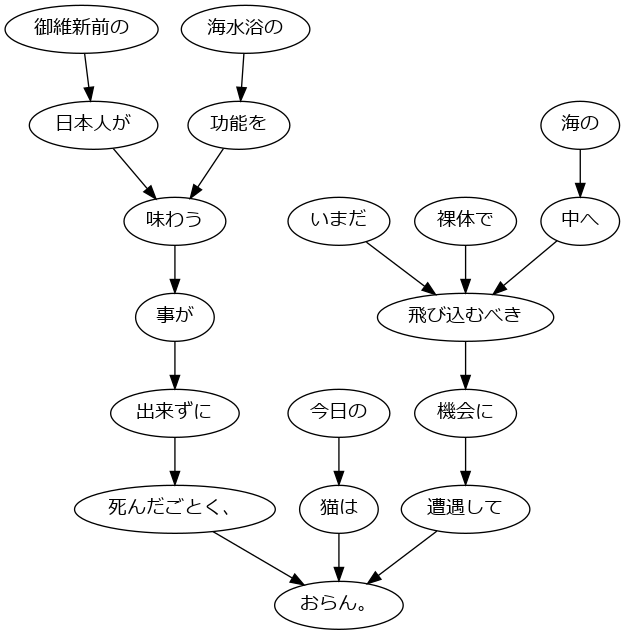 御維新前の
海水浴の
日本人が
功能を
海の
味わう
いまだ
裸体で
中へ
事が
飛び込むべき
出来ずに
今日の
機会に
死んだごとく、
猫は
遭遇して
おらん。